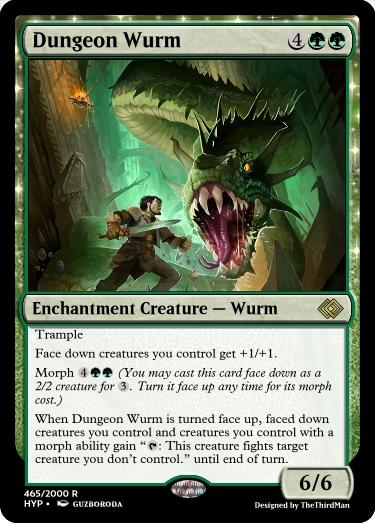 Dungeon Wurm 4
Enchantment Creature — Wurm
Trample
Face down creatures you control get +1/+1.
Morph 4 (You may cast this card face down as a
2/2 creature for 3. Turn it face up any time for its morph
cost.)
When Dungeon Wurm is turned face up, faced down
creatures you control and creatures you control with a
morph ability gain “: This creature fights target
creature you don't control.” until end of turn.
6/6
465/2000 R
HYP • GUZBORODA
Designed by TheThirdMan